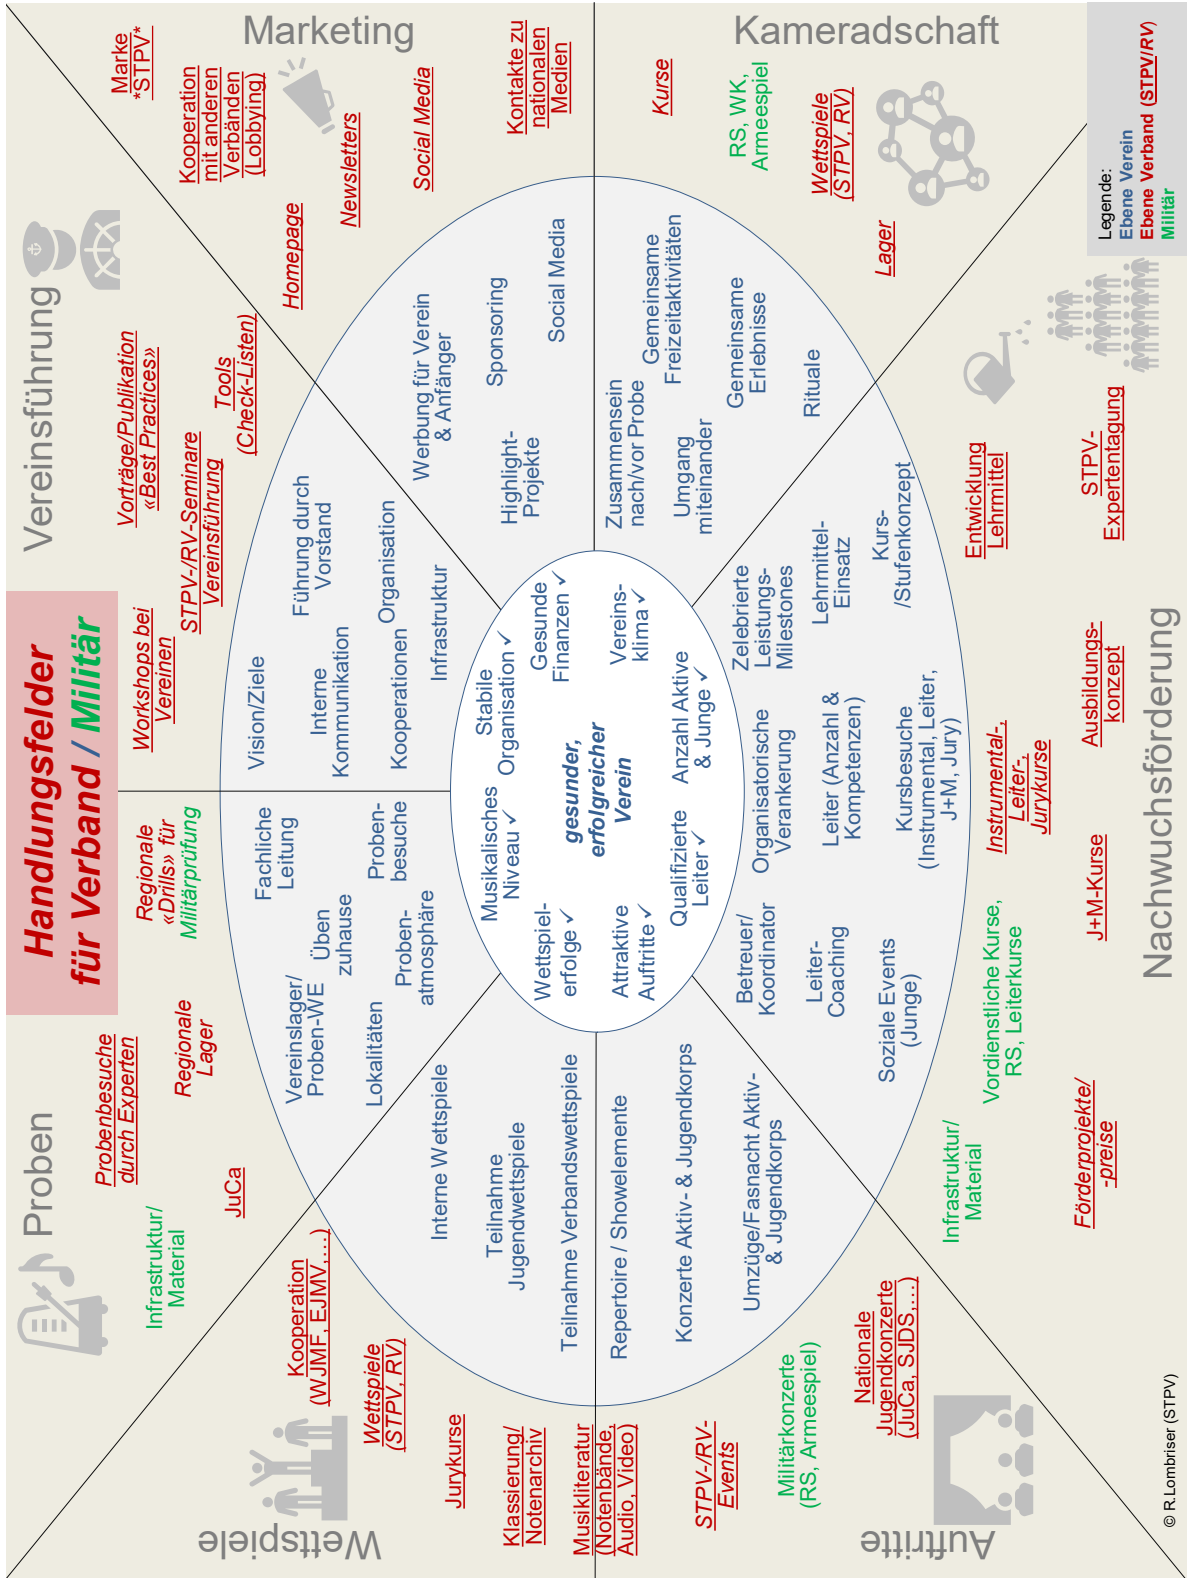 Handlungsfelder
für Verband / Militär
Proben
Probenbesuche
durch Experten
Infrastruktur/
Material
JuCa
Regionale
Lager
Regionale
«Drills» für
Militärprüfung
Vereinslager/
Proben-WE
Lokalitäten
Üben
zuhause
Proben-
atmosphäre
Fachliche
Leitung
Proben-
besuche
Vereinsführung
Workshops bei
Vereinen
Vorträge/Publikation
«Best Practices»
STPV-/RV-Seminare
Vereinsführung
Tools
(Check-Listen)
Vision/Ziele
Führung durch
Vorstand
Interne
Kommunikation
Organisation
Kooperationen
Infrastruktur
Marketing
Marke
*STPV*
Kooperation
mit anderen
Verbänden
(Lobbying)
Homepage
Newsletters
Social Media
Kontakte zu
nationalen
Medien
Werbung für Verein
& Anfänger
Sponsoring
Highlight-
Projekte
Social Media
Kameradschaft
Kurse
RS, WK,
Armeespiel
Wettspiele
(STPV, RV)
Lager
Zusammensein
nach/vor Probe
Gemeinsame
Freizeitaktivitäten
Umgang
miteinander
Gemeinsame
Erlebnisse
Rituale
Wettspiele
Kooperation
(WJMF, EJMV,…)
Wettspiele
(STPV, RV)
Jurykurse
Klassierung/
Notenarchiv
Musikliteratur
(Notenbände,
Audio, Video)
Interne Wettspiele
Teilnahme
Jugendwettspiele
Teilnahme Verbandswettspiele
Auftritte
STPV-/RV-
Events
Militärkonzerte
(RS, Armeespiel)
Nationale
Jugendkonzerte
(JuCa, SJDS,…)
Repertoire / Showelemente
Konzerte Aktiv- & Jugendkorps
Umzüge/Fasnacht Aktiv-
& Jugendkorps
Musikalisches
Niveau ✓
Stabile
Organisation ✓
Wettspiel-
erfolge ✓
Gesunde
Finanzen ✓
gesunder,
erfolgreicher
Verein
Attraktive
Auftritte ✓
Vereins-
klima ✓
Qualifizierte
Leiter ✓
Anzahl Aktive
& Junge ✓
Nachwuchsförderung
Betreuer/
Koordinator
Organisatorische
Verankerung
Zelebrierte
Leistungs-
Milestones
Leiter-
Coaching
Leiter (Anzahl &
Kompetenzen)
Lehrmittel-
Einsatz
Soziale Events
(Junge)
Kursbesuche
(Instrumental, Leiter,
J+M, Jury)
Kurs-
/Stufenkonzept
Infrastruktur/
Material
Vordienstliche Kurse,
RS, Leiterkurse
Instrumental-,
Leiter-,
Jurykurse
Entwicklung
Lehrmittel
Förderprojekte/
-preise
J+M-Kurse
Ausbildungs-
konzept
STPV-
Expertentagung
Legende:
Ebene Verein
Ebene Verband (STPV/RV)
Militär
© R.Lombriser (STPV)